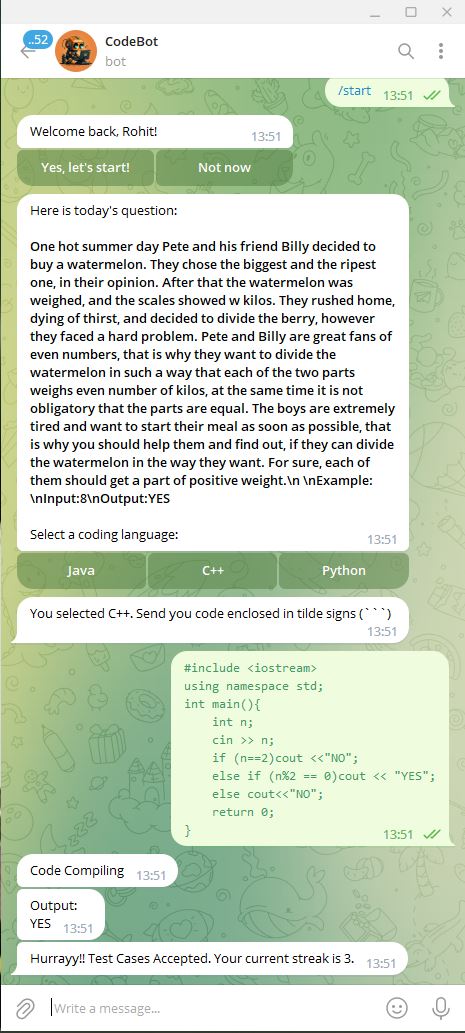 ..52
CodeBot
bot
/start 13:51
Welcome back, Rohit!
13:51
Yes, let's start! Not now
Here is today's question:
One hot summer day Pete and his friend Billy decided to
buy a watermelon. They chose the biggest and the ripest
one, in their opinion. After that the watermelon was
weighed, and the scales showed w kilos. They rushed home,
dying of thirst, and decided to divide the berry, however
they faced a hard problem. Pete and Billy are great fans of
even numbers, that is why they want to divide the
watermelon in such a way that each of the two parts
weighs even number of kilos, at the same time it is not
obligatory that the parts are equal. The boys are extremely
tired and want to start their meal as soon as possible, that
is why you should help them and find out, if they can divide
the watermelon in the way they want. For sure, each of
them should get a part of positive weight.\n \nExample:
\nInput:8\nOutput:YES
Select a coding language:
13:51
Java C++ Python
You selected C++. Send you code enclosed in tilde signs (```)
13:51
#include <iostream>
using namespace std;
int main(){
    int n;
    cin >> n;
    if (n==2)cout <<"NO";
    else if (n%2 == 0)cout << "YES";
    else cout<<"NO";
    return 0;
}
13:51
Code Compiling 13:51
Output:
YES 13:51
Hurrayy!! Test Cases Accepted. Your current streak is 3. 13:51
Write a message...